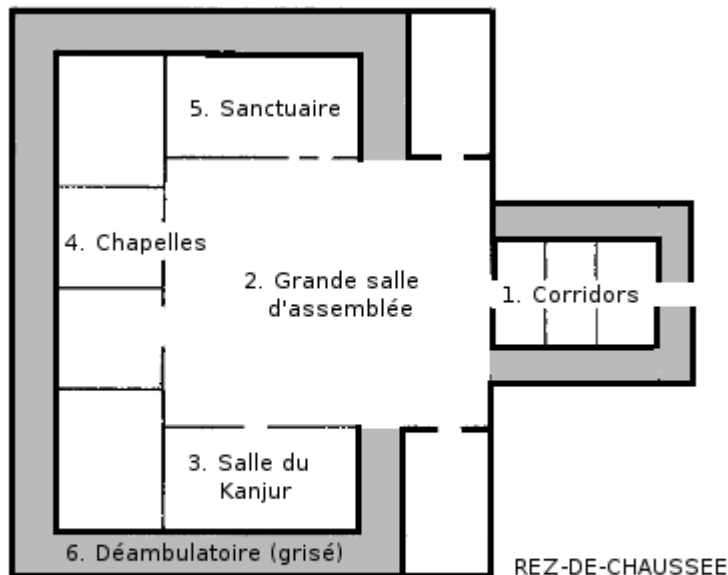 5. Sanctuaire
4. Chapelles
2. Grande salle
d'assemblée
1. Corridors
3. Salle du
Kanjur
6. Déambulatoire (grisé)
REZ-DE-CHAUSSEE